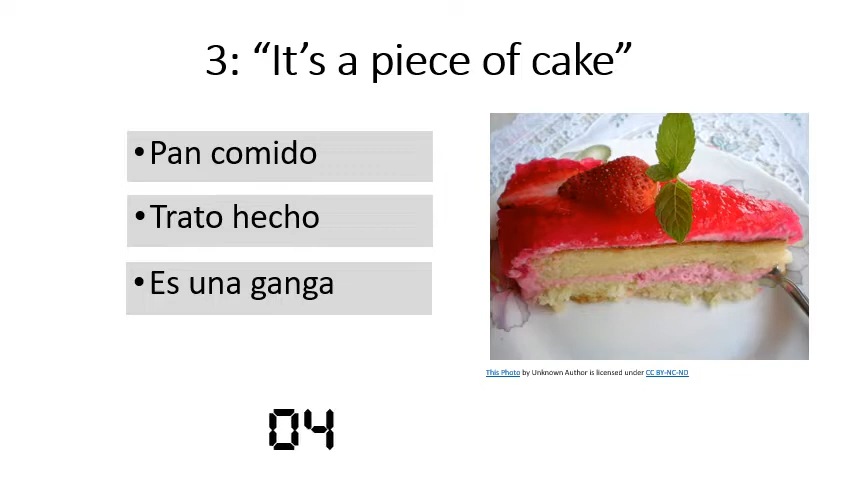 3: “It’s a piece of cake”
•Pan comido
•Trato hecho
•Es una ganga
This Photo by Unknown Author is licensed under CC BY-NC-ND
04